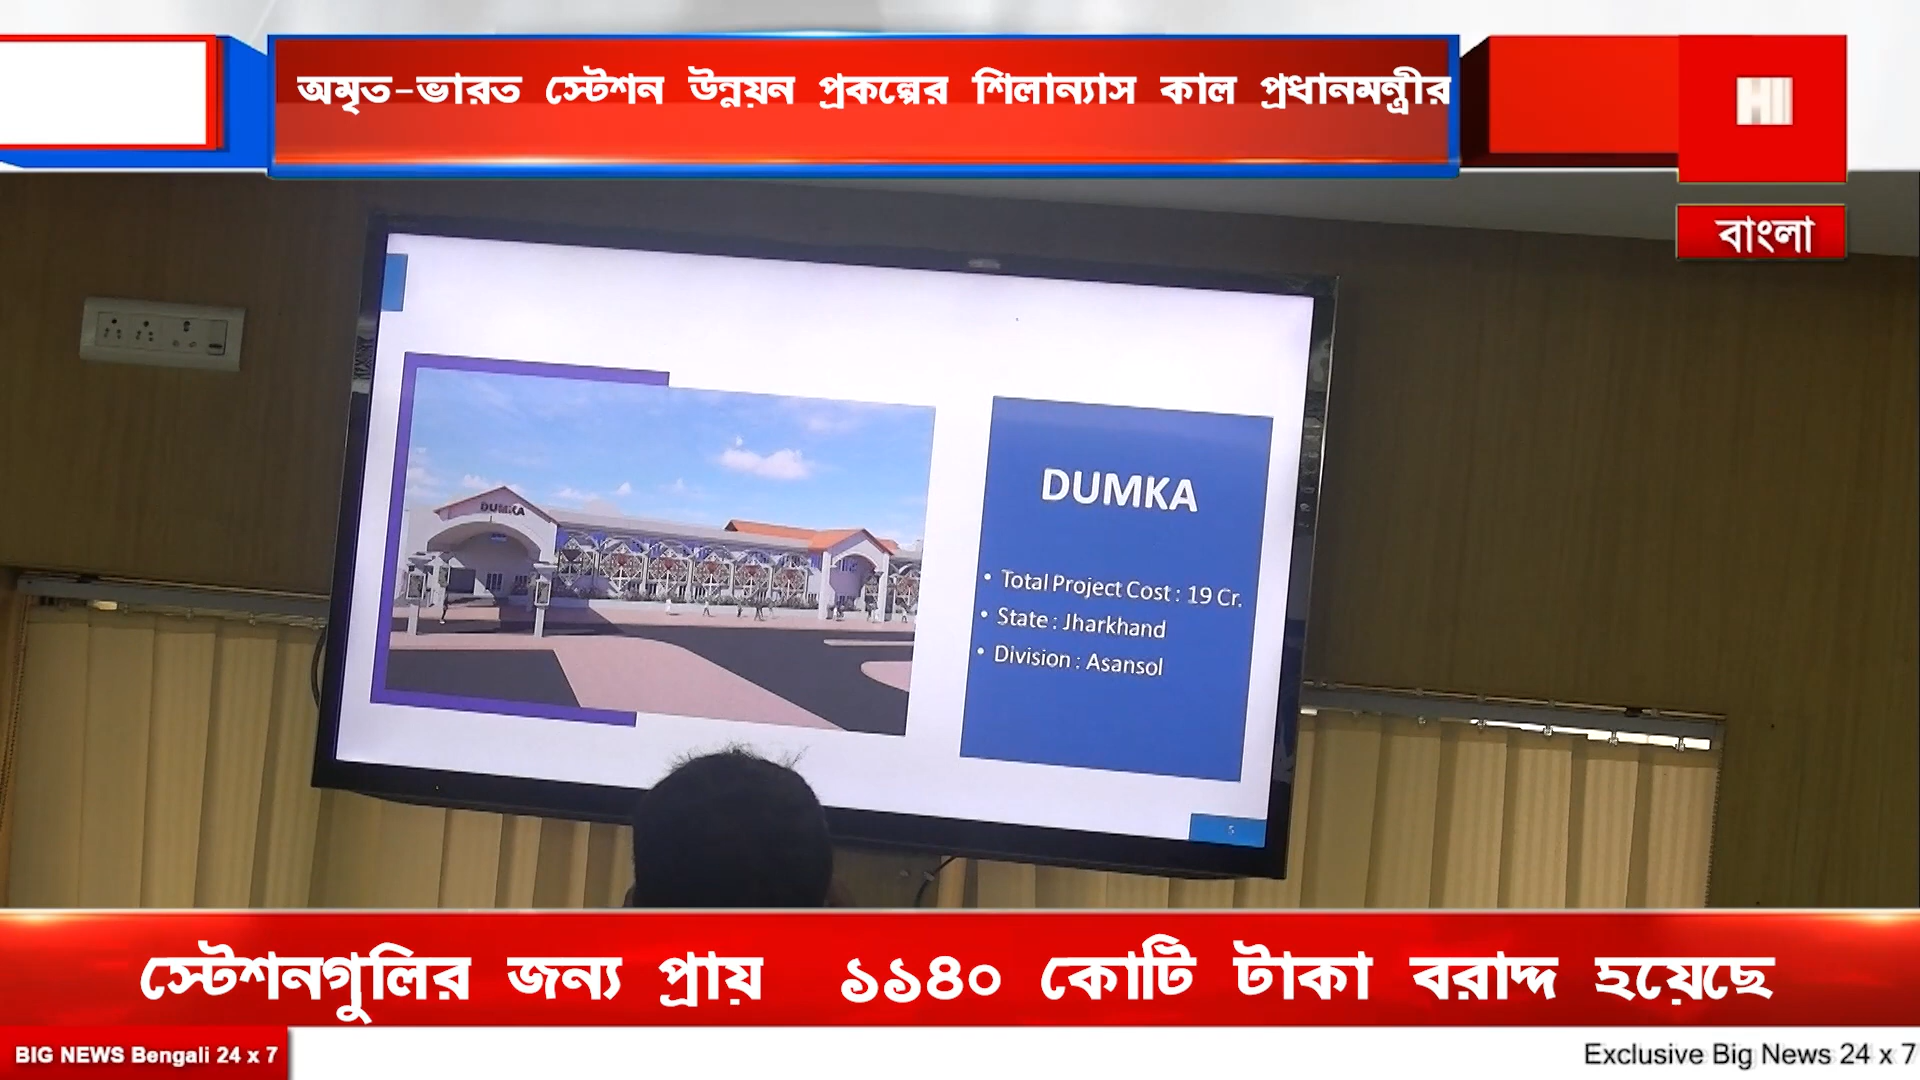 অমৃত-ভারত স্টেশন উন্নয়ন প্রকল্পের শিলান্যাস কাল প্রধানমন্ত্রীর
বাংলা
DUMKA
DUMKA
• Total Project Cost : 19 Cr.
• State : Jharkhand
• Division : Asansol
5
স্টেশনগুলির জন্য প্রায় ১১৪০ কোটি টাকা বরাদ্দ হয়েছে
BIG NEWS Bengali 24 x 7
Exclusive Big News 24 x 7